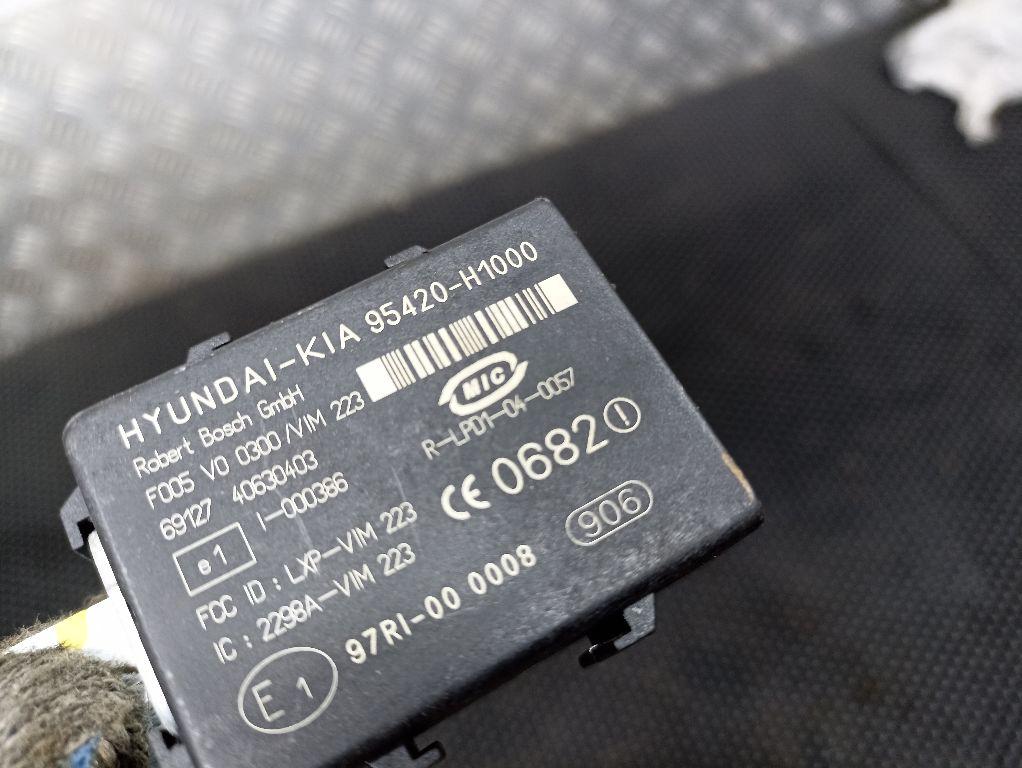 HYUNDAI-KIA 95420-H1000
Robert Bosch GmbH
F005 V0 0300 /VIM 223
69127 40630403
MIC
R-LPD1-04-0057
e1 I-000386
CE 0682
FCC ID : LXP-VIM 223
IC : 2298A-VIM 223
906
E1 97RI-00 0008